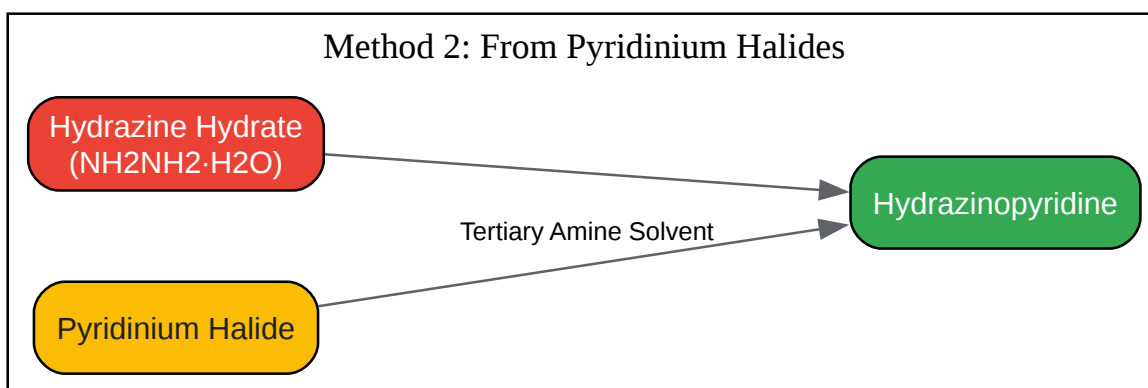 Method 2: From Pyridinium Halides
Hydrazine Hydrate
(NH2NH2·H2O)
Hydrazinopyridine
Tertiary Amine Solvent
Pyridinium Halide